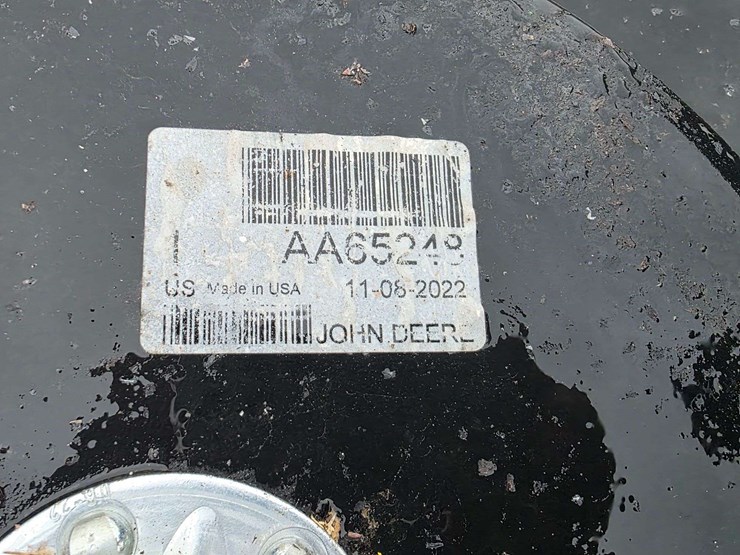 AA65248
US Made in USA 11-08-2022
JOHN DEERE